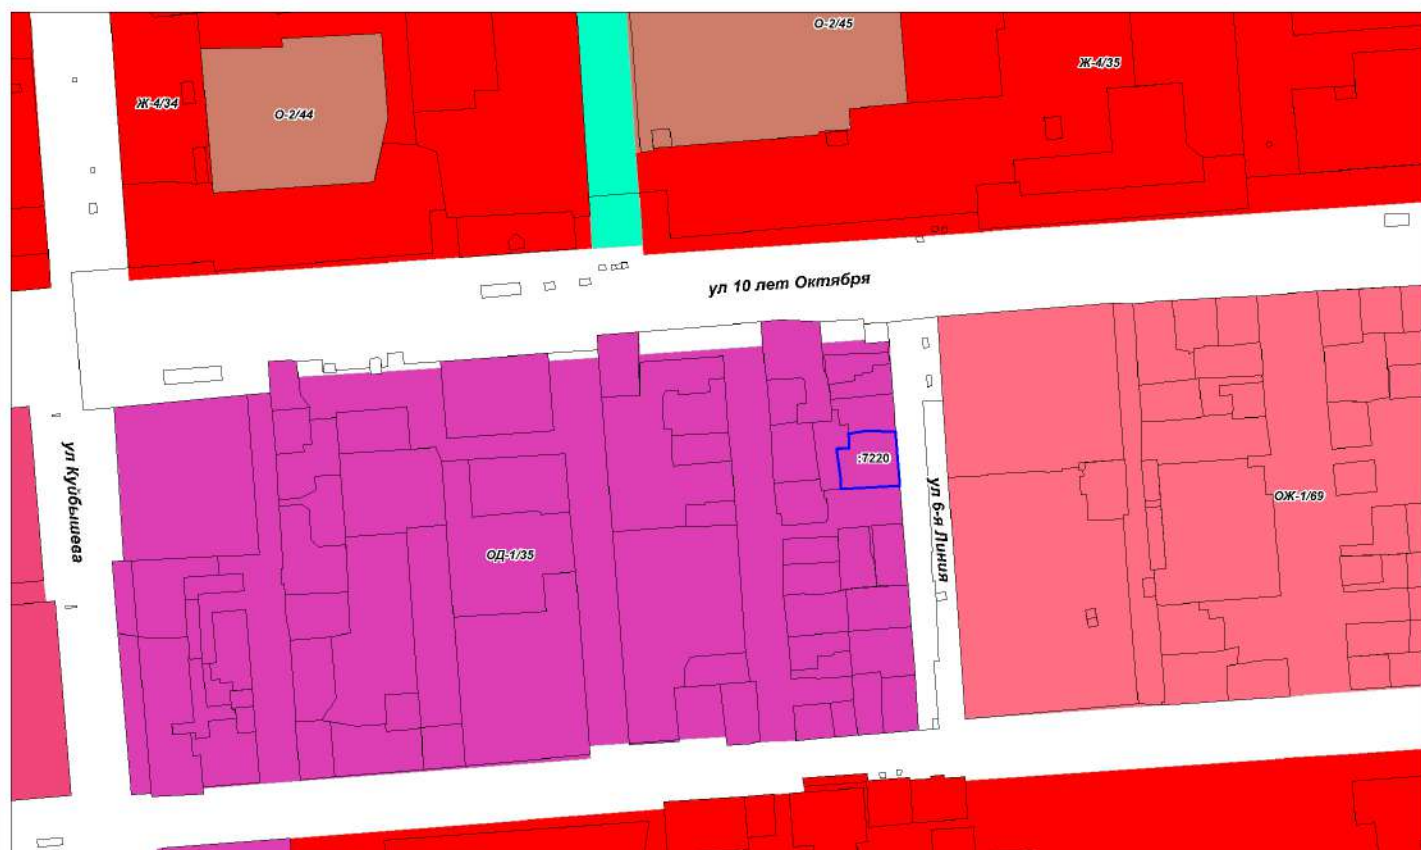 О-2/45
Ж-4/35
Ж-4/34
О-2/44
ул 10 лет Октября
ул Куйбышева
:7220
ул 6-я Линия
ОЖ-1/69
ОД-1/35